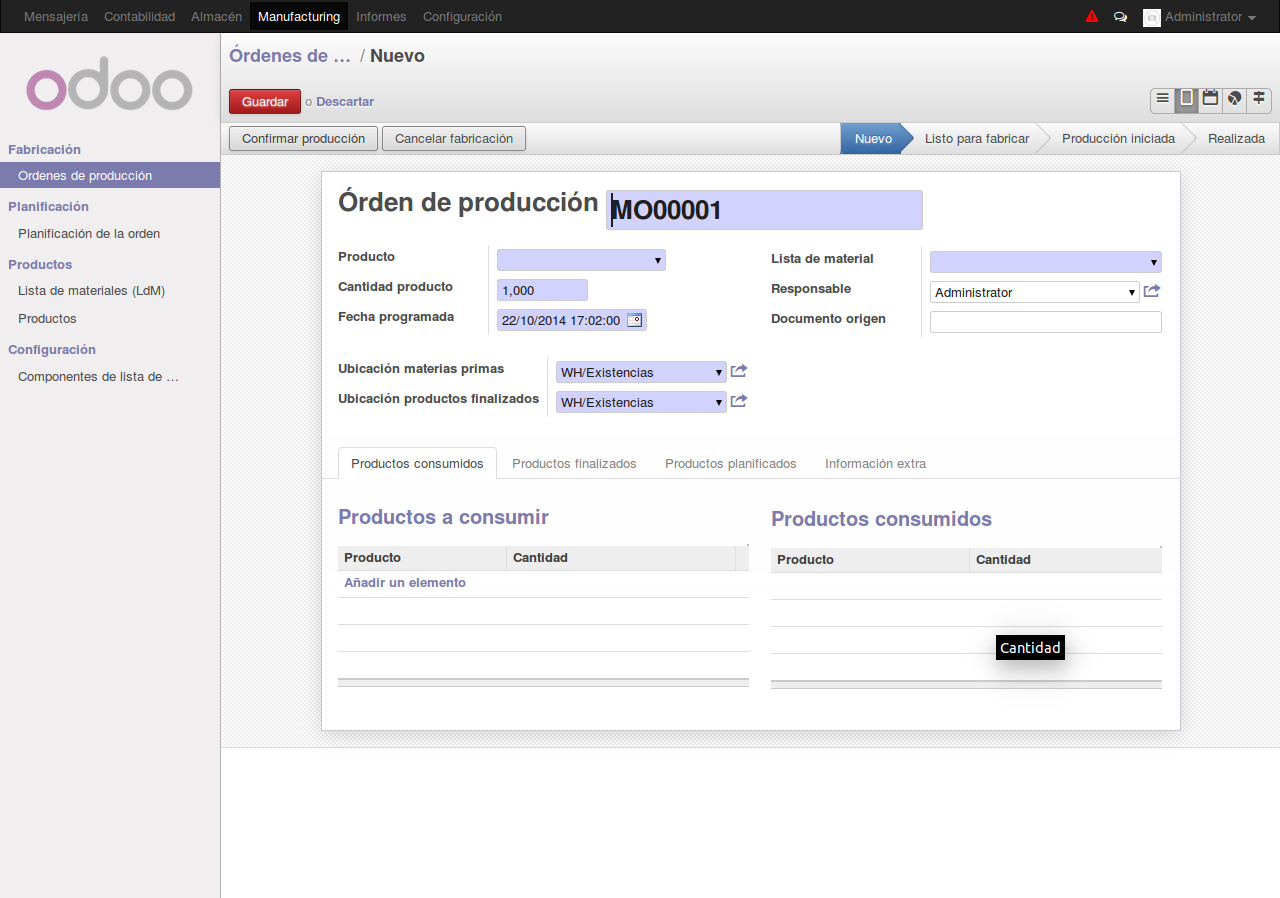 Mensajería Contabilidad Almacén Manufacturing Informes Configuración Administrator
odoo
Fabricación
Ordenes de producción
Planificación
Planificación de la orden
Productos
Lista de materiales (LdM)
Productos
Configuración
Componentes de lista de …
Órdenes de … / Nuevo
Guardar o Descartar
Confirmar producción Cancelar fabricación Nuevo Listo para fabricar Producción iniciada Realizada
Órden de producción MO00001
Producto
Cantidad producto 1,000
Fecha programada 22/10/2014 17:02:00
Lista de material
Responsable Administrator
Documento origen
Ubicación materias primas WH/Existencias
Ubicación productos finalizados WH/Existencias
Productos consumidos Productos finalizados Productos planificados Información extra
Productos a consumir
Producto Cantidad
Añadir un elemento
Productos consumidos
Producto Cantidad
Cantidad